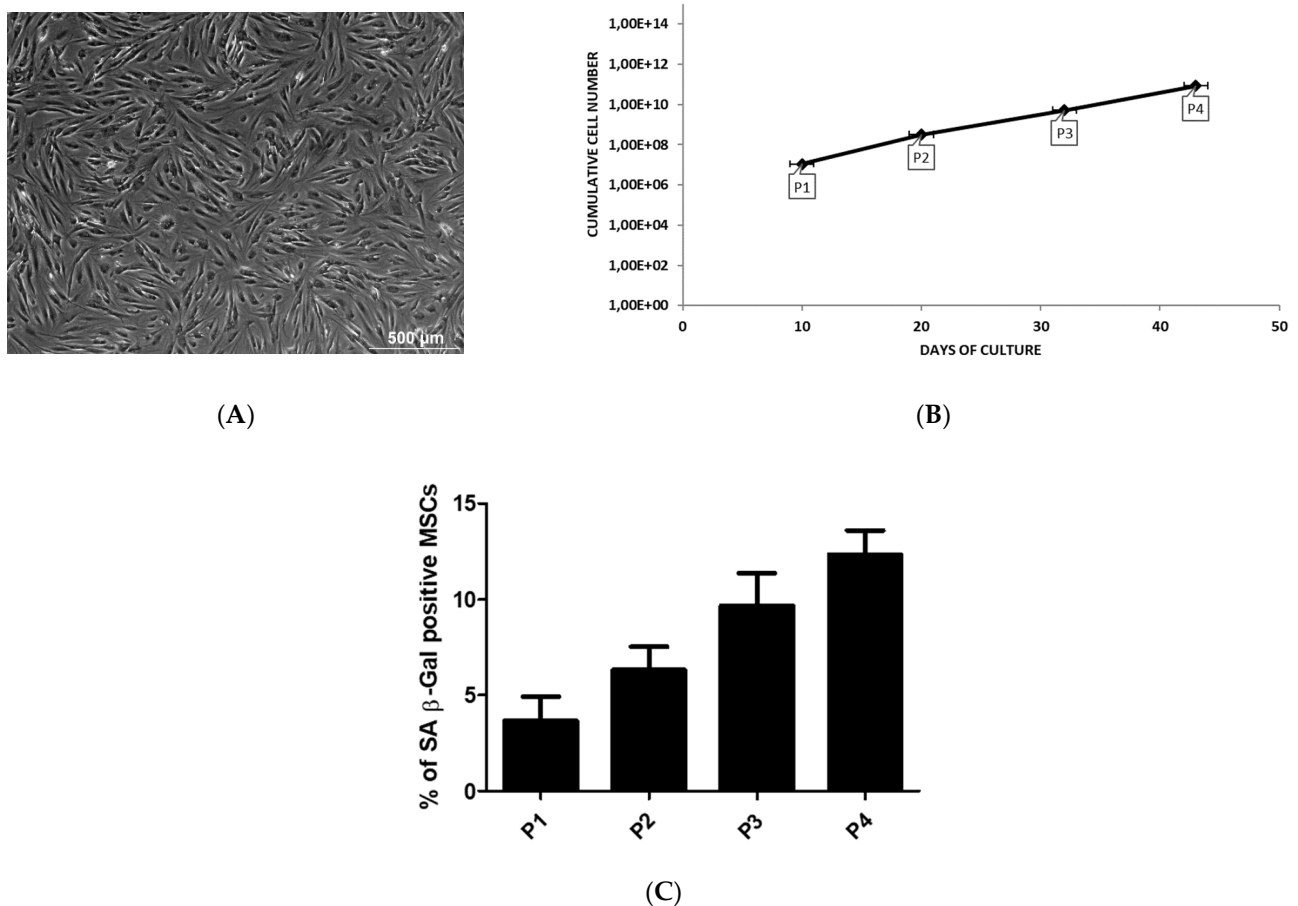 500 µm
(A)
CUMULATIVE CELL NUMBER
1,00E+14
1,00E+12
1,00E+10
1,00E+08
1,00E+06
1,00E+04
1,00E+02
1,00E+00
P1
P2
P3
P4
0
10
20
30
40
50
DAYS OF CULTURE
(B)
% of SA β-Gal positive MSCs
15
10
5
0
P1
P2
P3
P4
(C)